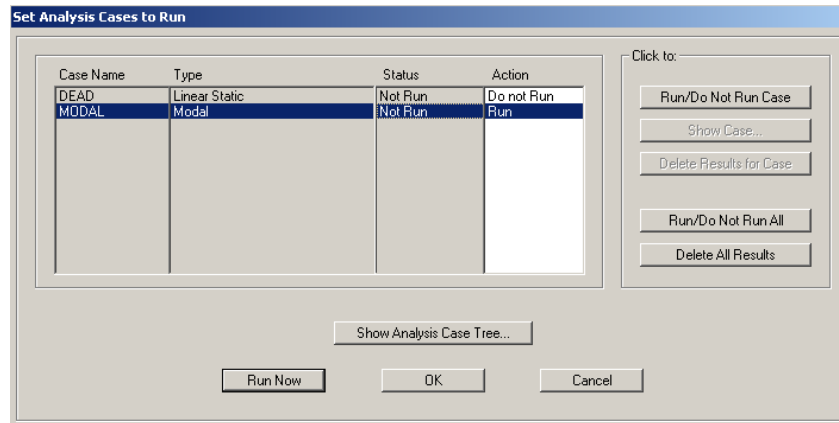 Set Analysis Cases to Run
Click to:
Case Name Type Status Action
DEAD Linear Static Not Run Do not Run
MODAL Modal Not Run Run
Run/Do Not Run Case
Show Case...
Delete Results for Case
Run/Do Not Run All
Delete All Results
Show Analysis Case Tree...
Run Now OK Cancel